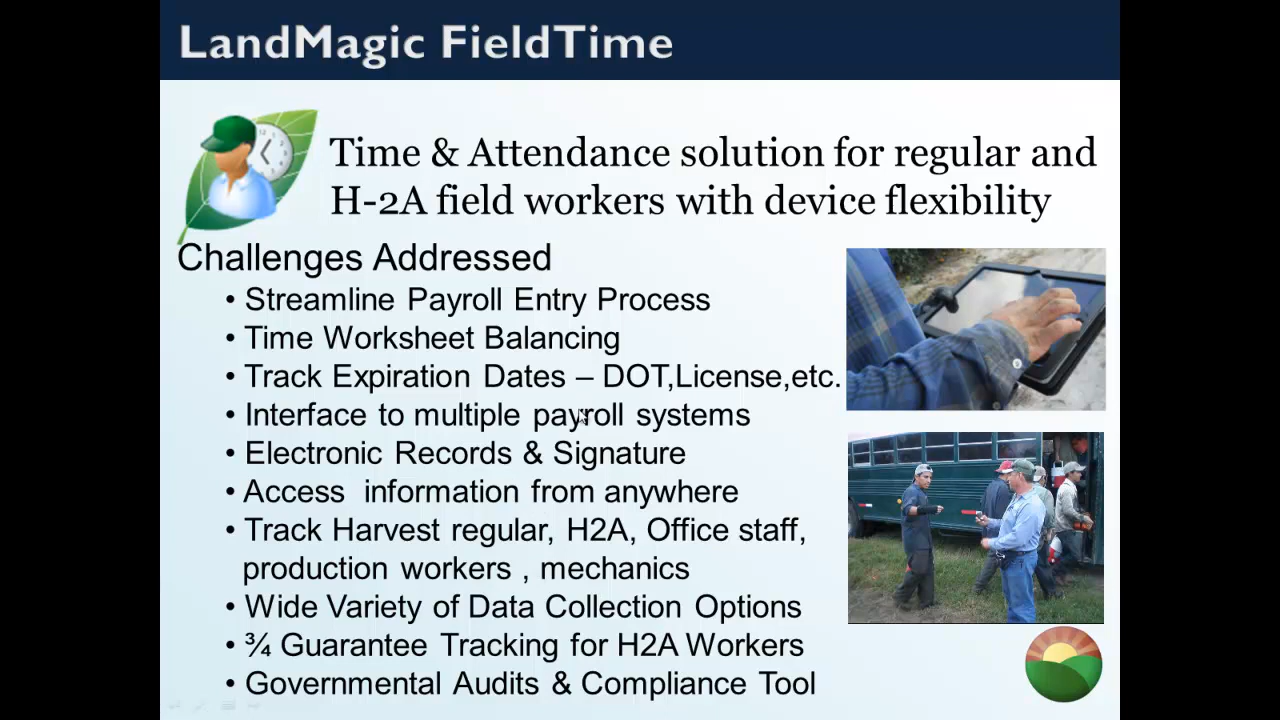 LandMagic FieldTime
Time & Attendance solution for regular and
H-2A field workers with device flexibility
Challenges Addressed
• Streamline Payroll Entry Process
• Time Worksheet Balancing
• Track Expiration Dates – DOT,License,etc.
• Interface to multiple payroll systems
• Electronic Records & Signature
• Access  information from anywhere
• Track Harvest regular, H2A, Office staff,
production workers , mechanics
• Wide Variety of Data Collection Options
• ¾ Guarantee Tracking for H2A Workers
• Governmental Audits & Compliance Tool